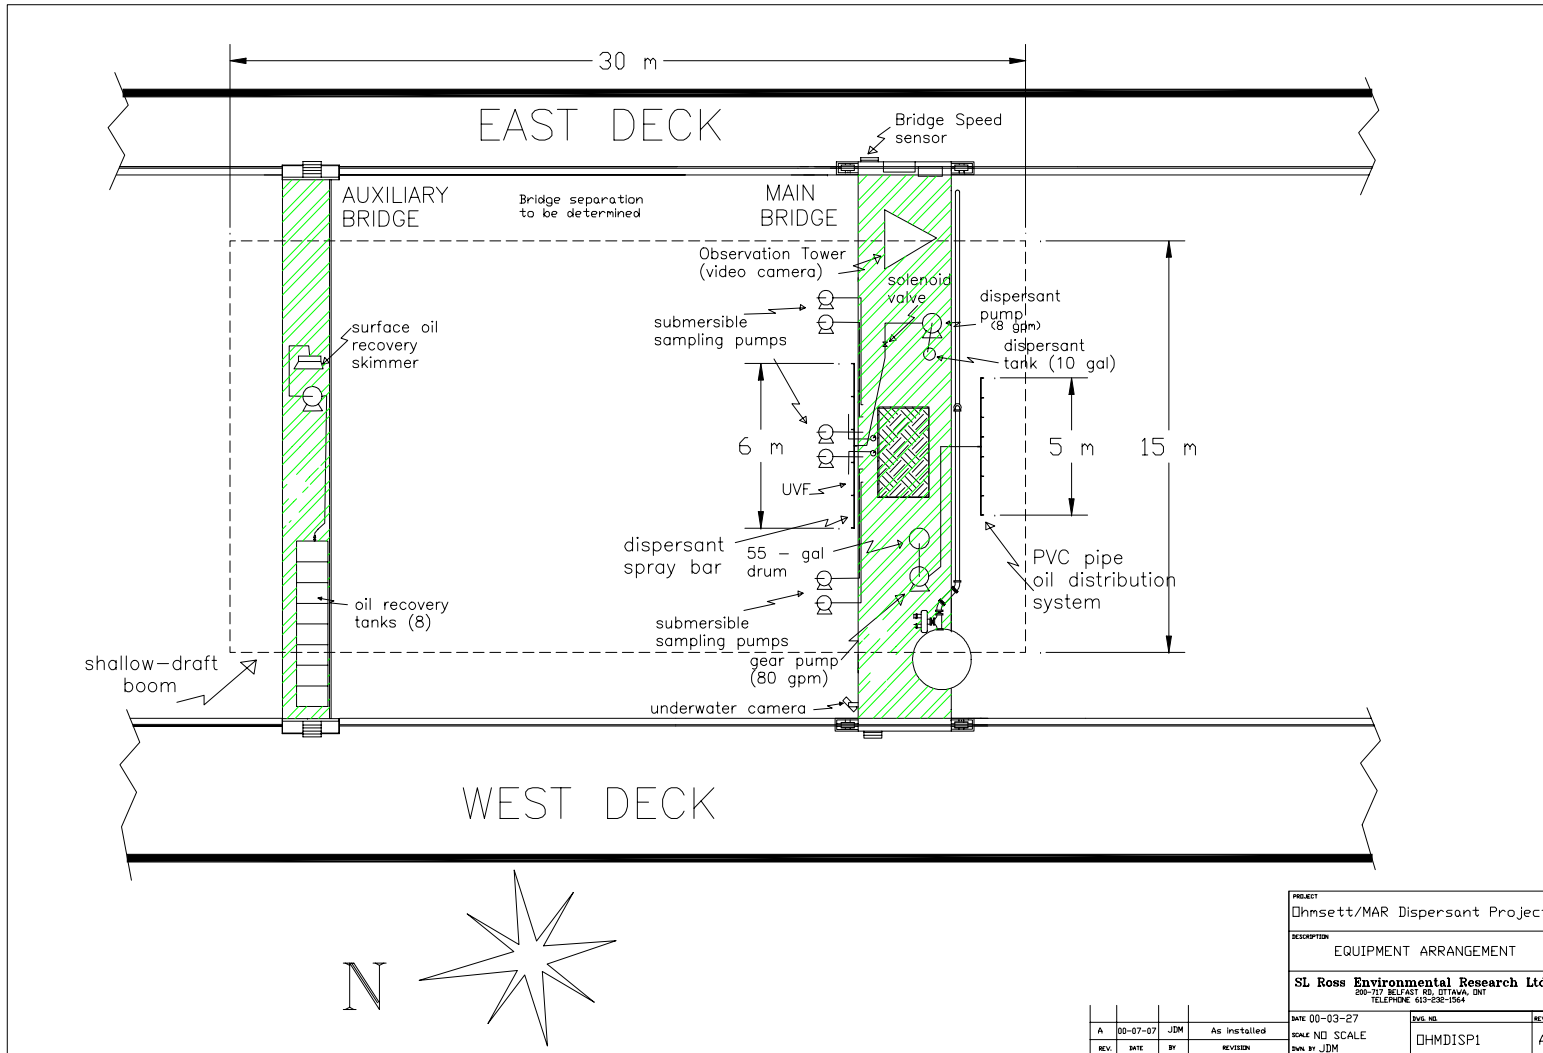 30 m
EAST DECK
Bridge Speed
sensor
AUXILIARY
BRIDGE
Bridge separation
to be determined
MAIN
BRIDGE
Observation Tower
(video camera)
solenoid
valve
dispersant
pump
(8 gpm)
dispersant
tank (10 gal)
submersible
sampling pumps
surface oil
recovery
skimmer
6 m
5 m
15 m
UVF
dispersant
spray bar
55 - gal
drum
PVC pipe
oil distribution
system
oil recovery
tanks (8)
submersible
sampling pumps
gear pump
(80 gpm)
shallow-draft
boom
underwater camera
WEST DECK
N
PROJECT
Ohmsett/MAR Dispersant Project
DESCRIPTION
EQUIPMENT ARRANGEMENT
SL Ross Environmental Research Ltd
200-717 BELFAST RD, OTTAWA, ONT
TELEPHONE 613-232-1564
DATE 00-03-27
DWG. NO.
REV
SCALE NO SCALE
OHMDISP1
A
DWN. BY JDM
A 00-07-07 JDM As installed
REV. DATE BY REVISION